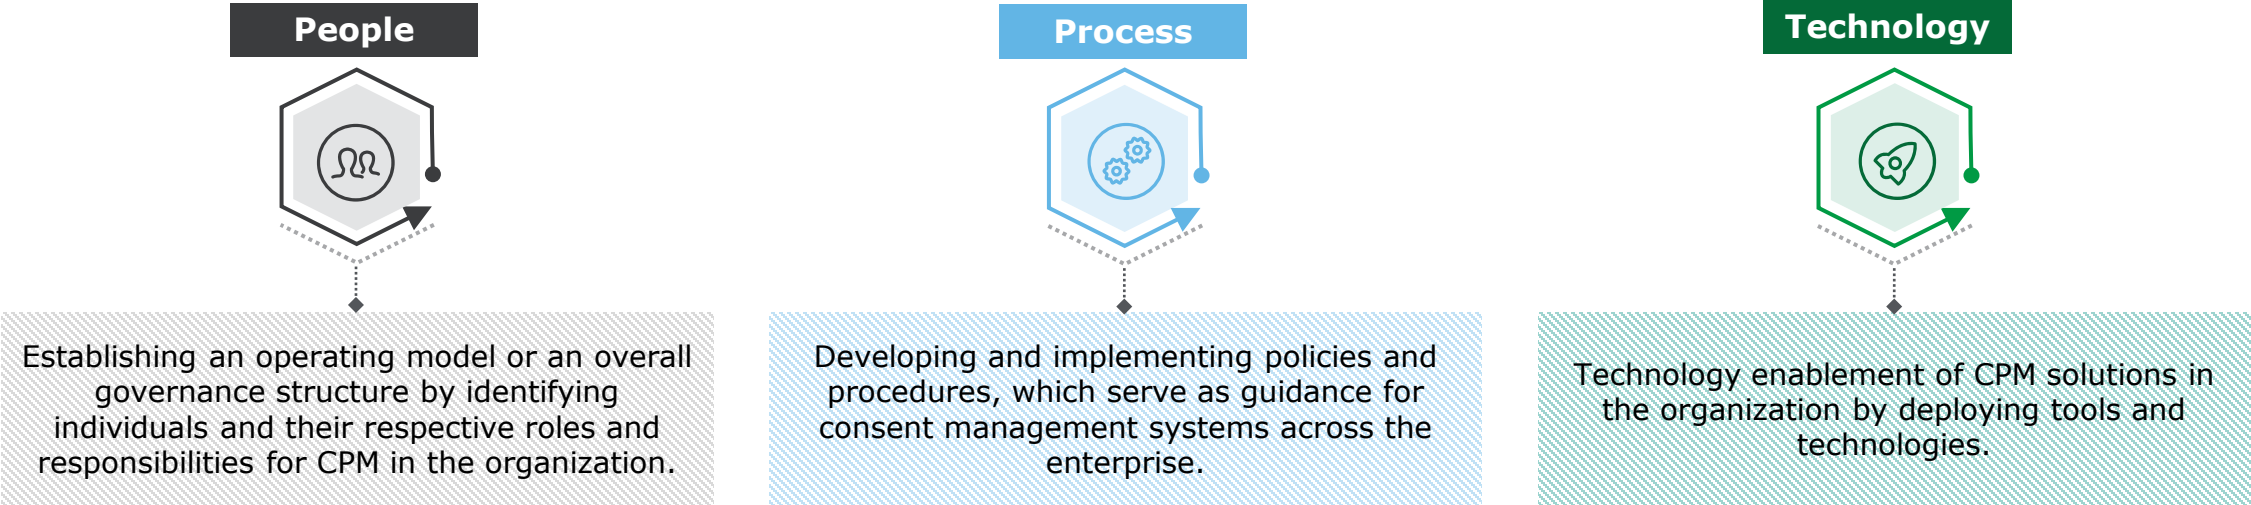 People
Establishing an operating model or an overall
governance structure by identifying
individuals and their respective roles and
responsibilities for CPM in the organization.
Process
Developing and implementing policies and
procedures, which serve as guidance for
consent management systems across the
enterprise.
Technology
Technology enablement of CPM solutions in
the organization by deploying tools and
technologies.